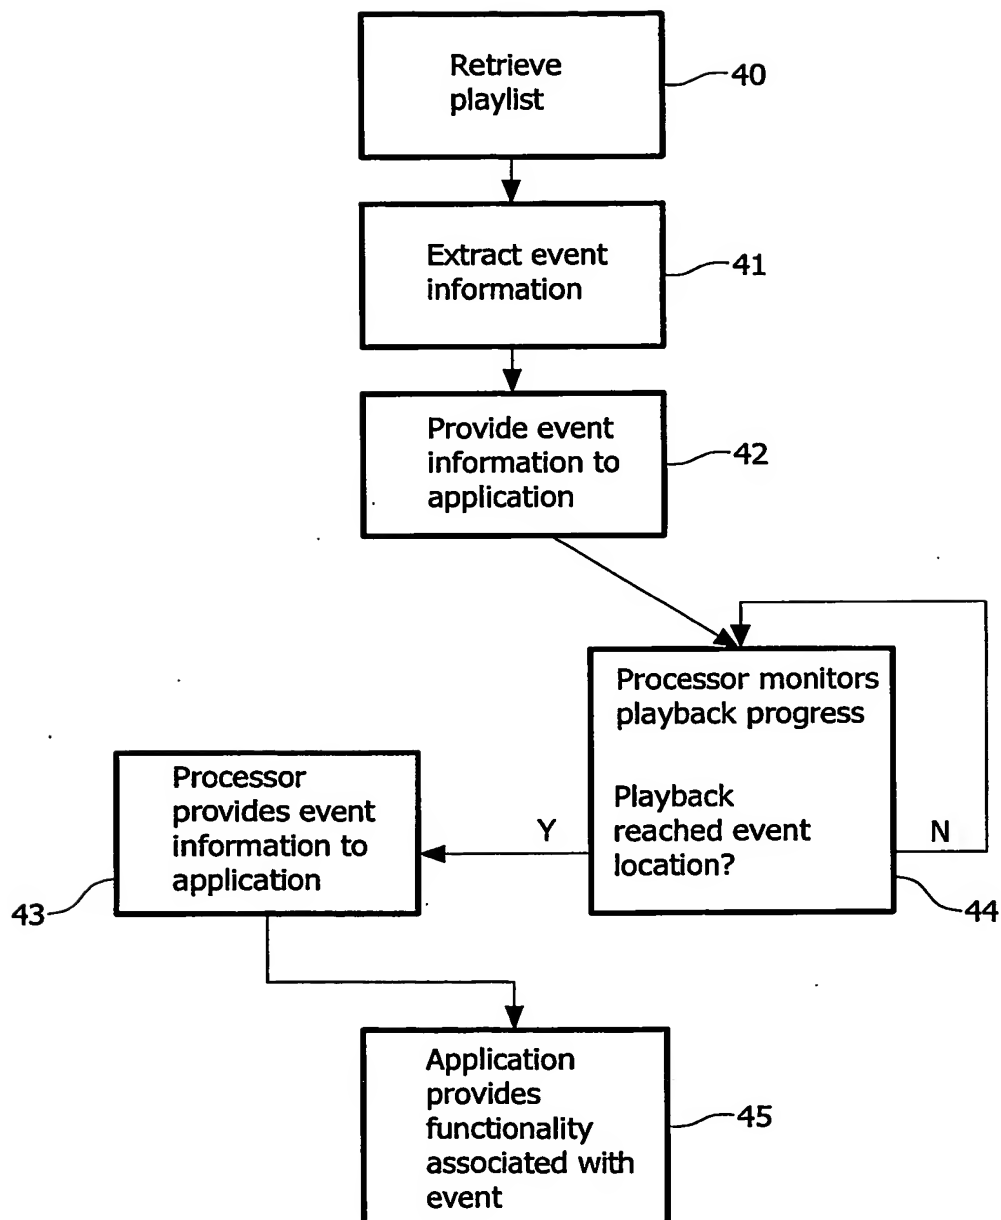 Retrieve
playlist
40
Extract event
information
41
Provide event
information to
application
42
Processor monitors
playback progress
Playback
reached event
location?
N
Y
44
Processor
provides event
information to
application
43
Application
provides
functionality
associated with
event
45